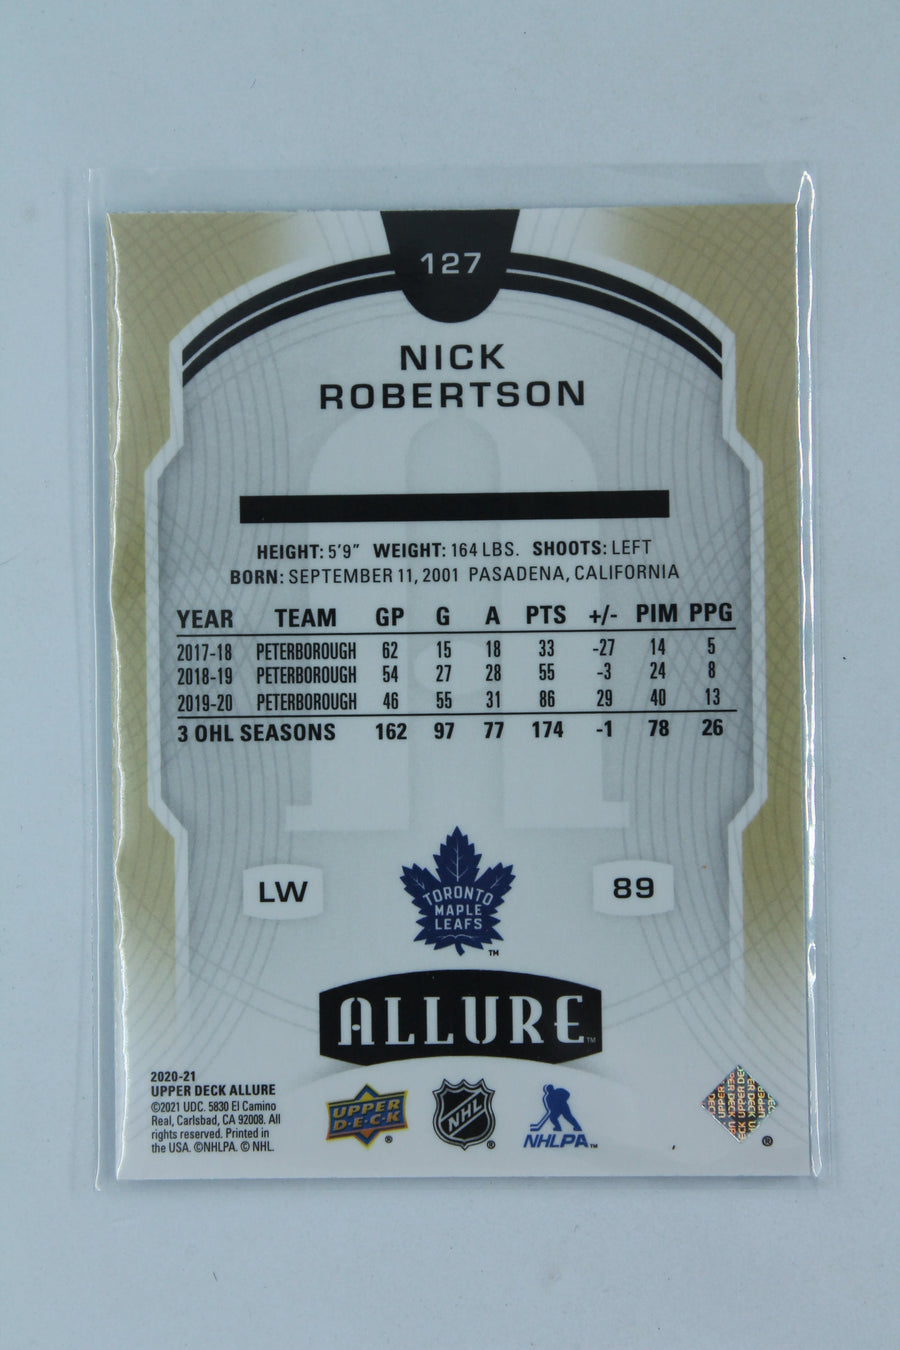 127
NICK
ROBERTSON
HEIGHT: 5'9" WEIGHT: 164 LBS. SHOOTS: LEFT
BORN: SEPTEMBER 11, 2001 PASADENA, CALIFORNIA
YEAR TEAM GP G A PTS +/- PIM PPG
2017-18 PETERBOROUGH 62 15 18 33 -27 14 5
2018-19 PETERBOROUGH 54 27 28 55 -3 24 8
2019-20 PETERBOROUGH 46 55 31 86 29 40 13
3 OHL SEASONS 162 97 77 174 -1 78 26
LW
TORONTO
MAPLE
LEAFS
™
89
ALLURE™
2020-21
UPPER DECK ALLURE
©2021 UDC. 5830 El Camino
Real, Carlsbad, CA 92008. All
rights reserved. Printed in
the USA. ©NHLPA. © NHL.
UPPER
D·E·C·K
®
NHL
®
NHLPA™
UPPER DECK
®